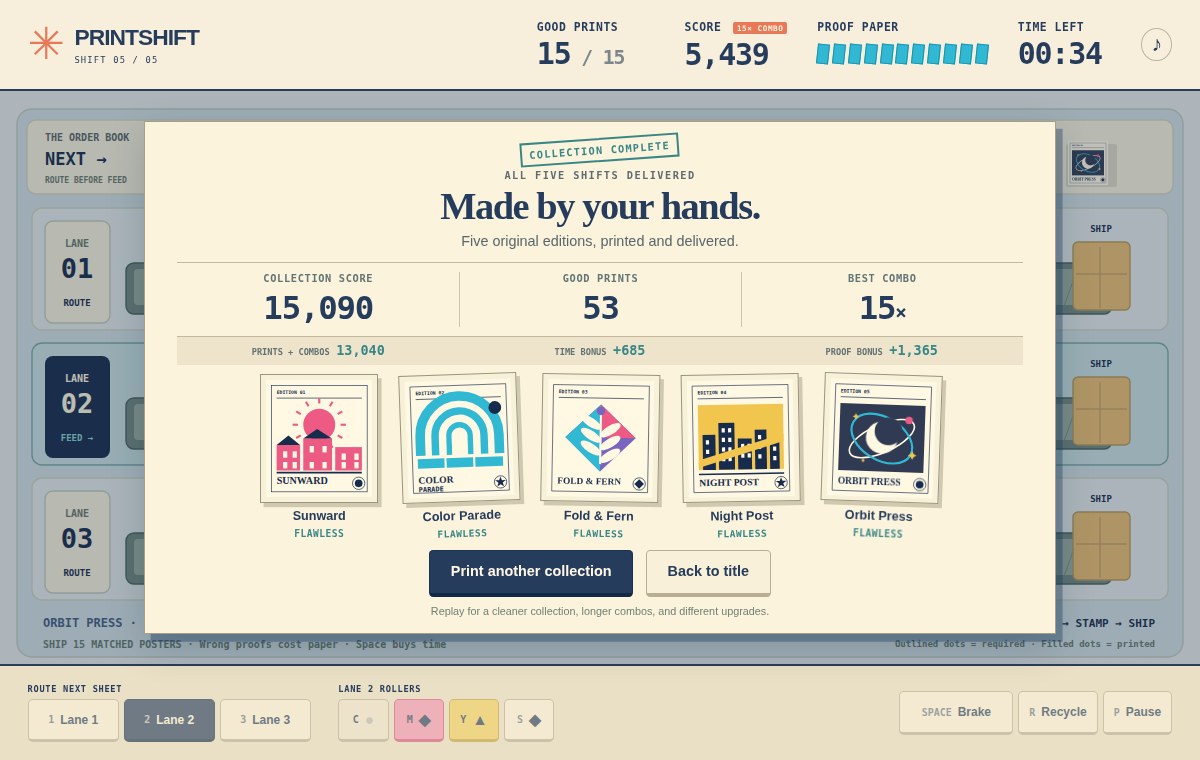 PRINTSHIFT
SHIFT 05 / 05
GOOD PRINTS
15 / 15
SCORE 15× COMBO
5,439
PROOF PAPER
TIME LEFT
00:34
♪
THE ORDER BOOK
NEXT →
ROUTE BEFORE FEED
ORBIT PRESS
LANE
01
ROUTE
SHIP
LANE
02
FEED →
SHIP
LANE
03
ROUTE
SHIP
COLLECTION COMPLETE
ALL FIVE SHIFTS DELIVERED
Made by your hands.
Five original editions, printed and delivered.
COLLECTION SCORE
15,090
GOOD PRINTS
53
BEST COMBO
15×
PRINTS + COMBOS 13,040
TIME BONUS +685
PROOF BONUS +1,365
EDITION 01
SUNWARD
EDITION 02
COLOR
PARADE
EDITION 03
FOLD & FERN
EDITION 04
NIGHT POST
EDITION 05
ORBIT PRESS
Sunward
FLAWLESS
Color Parade
FLAWLESS
Fold & Fern
FLAWLESS
Night Post
FLAWLESS
Orbit Press
FLAWLESS
Print another collection
Back to title
Replay for a cleaner collection, longer combos, and different upgrades.
ORBIT PRESS ·
→ STAMP → SHIP
SHIP 15 MATCHED POSTERS · Wrong proofs cost paper · Space buys time
Outlined dots = required · Filled dots = printed
ROUTE NEXT SHEET
1 Lane 1
2 Lane 2
3 Lane 3
LANE 2 ROLLERS
C ●
M ◆
Y ▲
S ◆
SPACE Brake
R Recycle
P Pause